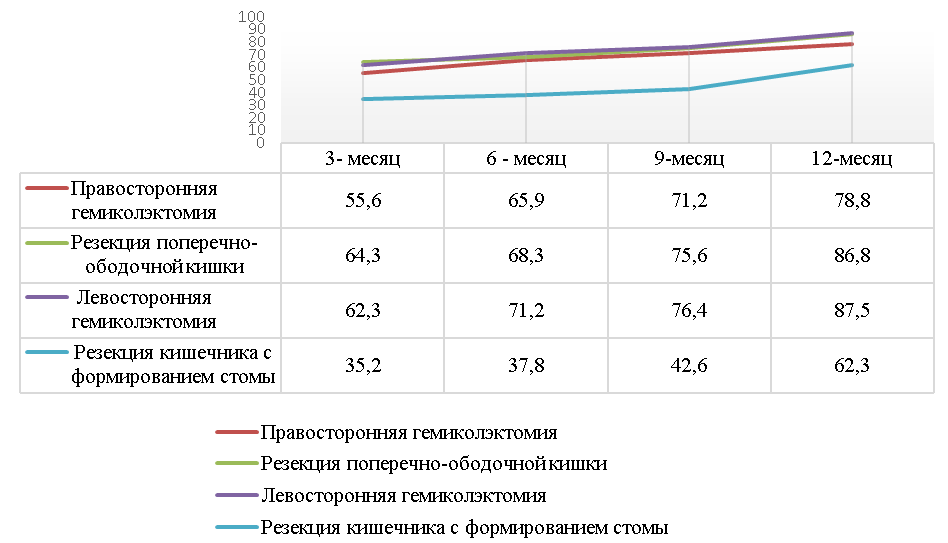 100
90
80
70
60
50
40
30
20
10
0
3- месяц 6 - месяц 9-месяц 12-месяц
Правосторонняя
гемиколэктомия
55,6 65,9 71,2 78,8
Резекция поперечно-
ободочной кишки
64,3 68,3 75,6 86,8
Левосторонняя
гемиколэктомия
62,3 71,2 76,4 87,5
Резекция кишечника с
формированием стомы
35,2 37,8 42,6 62,3
Правосторонняя гемиколэктомия
Резекция поперечно-ободочной кишки
Левосторонняя гемиколэктомия
Резекция кишечника с формированием стомы